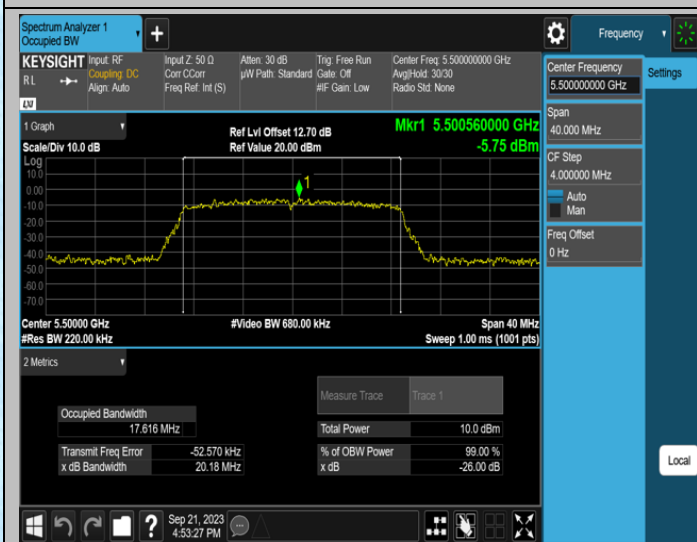 Spectrum Analyzer 1
Occupied BW
Frequency
KEYSIGHT
R L
LXI
Input: RF
Coupling: DC
Align: Auto
Input Z: 50 Ω
Corr CCorr
Freq Ref: Int (S)
Atten: 30 dB
µW Path: Standard
Trig: Free Run
Gate: Off
#IF Gain: Low
Center Freq: 5.500000000 GHz
Avg|Hold: 30/30
Radio Std: None
Center Frequency
5.500000000 GHz
Settings
Span
40.000 MHz
CF Step
4.000000 MHz
Auto
Man
Freq Offset
0 Hz
1 Graph
Scale/Div 10.0 dB
Ref Lvl Offset 12.70 dB
Ref Value 20.00 dBm
Mkr1 5.500560000 GHz
-5.75 dBm
Log
10.0
0.00
-10.0
-20.0
-30.0
-40.0
-50.0
-60.0
-70.0
1
Center 5.50000 GHz
#Res BW 220.00 kHz
#Video BW 680.00 kHz
Span 40 MHz
Sweep 1.00 ms (1001 pts)
2 Metrics
Measure Trace
Trace 1
Occupied Bandwidth
17.616 MHz
Total Power
10.0 dBm
Transmit Freq Error
-52.570 kHz
% of OBW Power
99.00 %
x dB Bandwidth
20.18 MHz
x dB
-26.00 dB
Local
?
Sep 21, 2023
4:53:27 PM